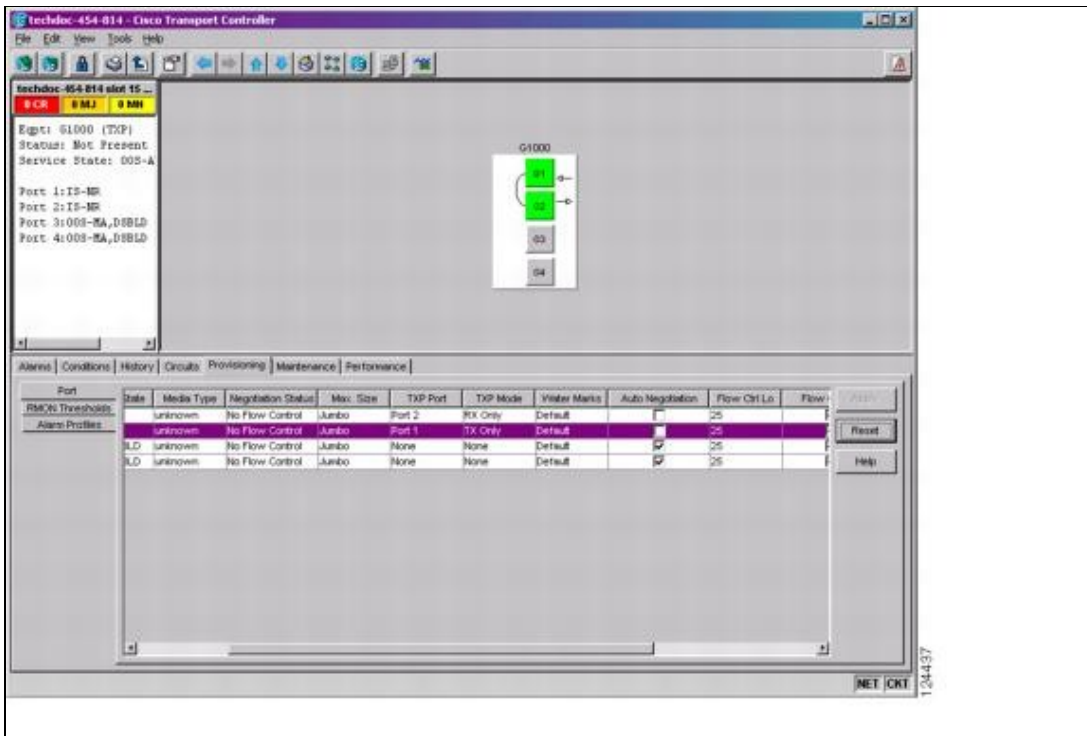 techdoc-454-814 - Cisco Transport Controller
File Edit View Tools Help
techdoc-454-814 slot 15 ...
0 CR 0 MJ 0 MN
Eqpt: G1000 (TXP)
Status: Not Present
Service State: OOS-A
Port 1:IS-NR
Port 2:IS-NR
Port 3:OOS-MA,DSBLD
Port 4:OOS-MA,DSBLD
G1000
01
02
03
04
Alarms Conditions History Circuits Provisioning Maintenance Performance
Port
RMON Thresholds
Alarm Profiles
State Media Type Negotiation Status Max. Size TXP Port TXP Mode Water Marks Auto Negotiation Flow Ctrl Lo Flow
unknown No Flow Control Jumbo Port 2 RX Only Default 25
unknown No Flow Control Jumbo Port 1 TX Only Default 25
LD unknown No Flow Control Jumbo None None Default 25
LD unknown No Flow Control Jumbo None None Default 25
Apply
Reset
Help
NET CKT
124437